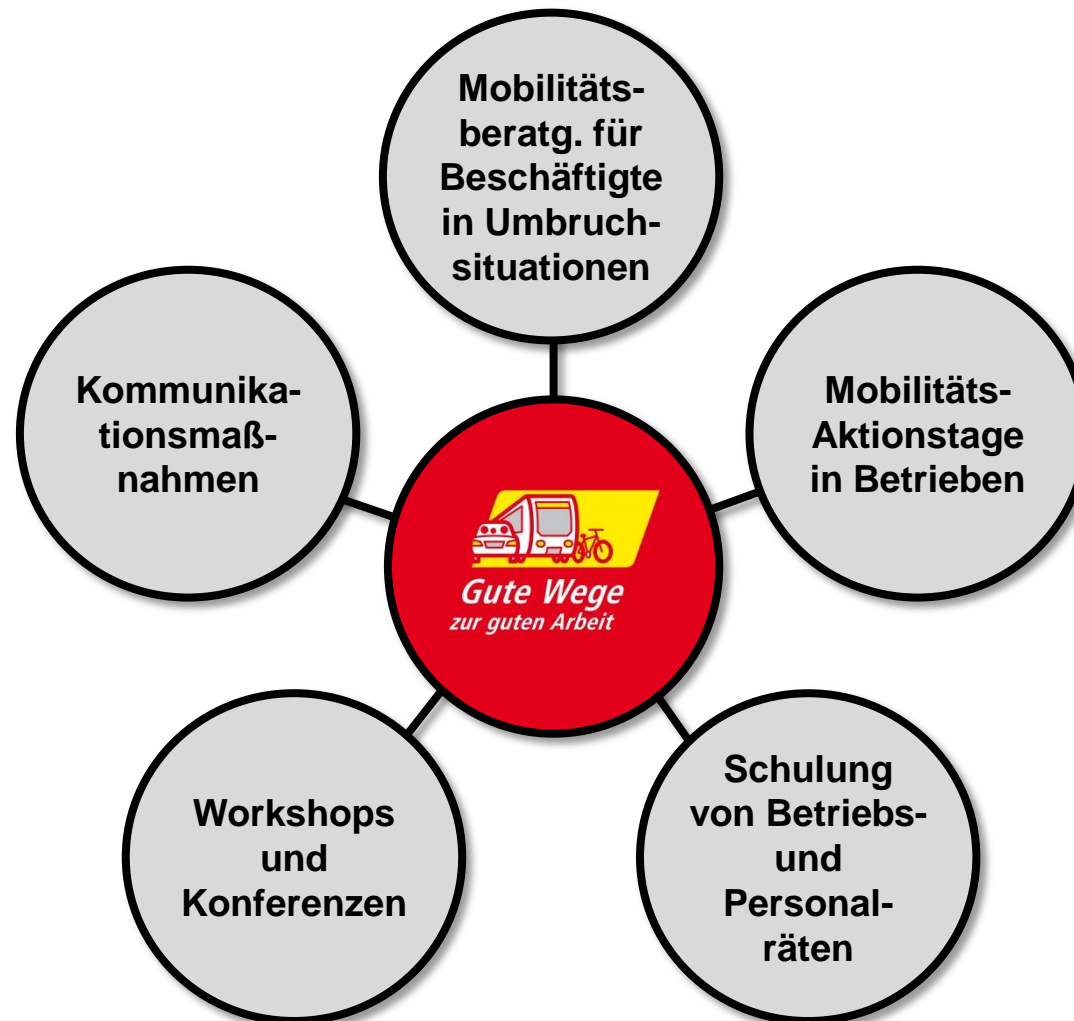 Mobilitäts-
beratg. für
Beschäftigte
in Umbruch-
situationen
Kommunika-
tionsmaß-
nahmen
Mobilitäts-
Aktionstage
in Betrieben
Gute Wege
zur guten Arbeit
Workshops
und
Konferenzen
Schulung
von Betriebs-
und
Personal-
räten